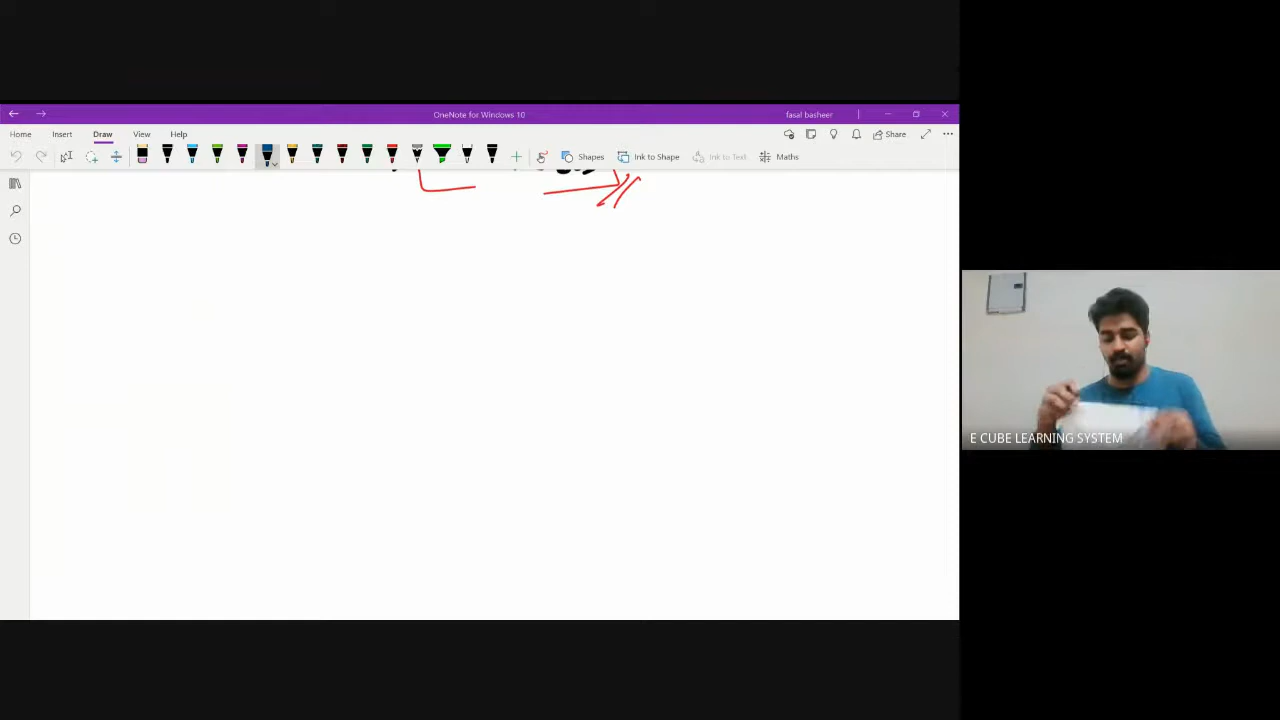 OneNote for Windows 10
fasal basheer
Home Insert Draw View Help
Share
Shapes Ink to Shape Ink to Text Maths
E CUBE LEARNING SYSTEM